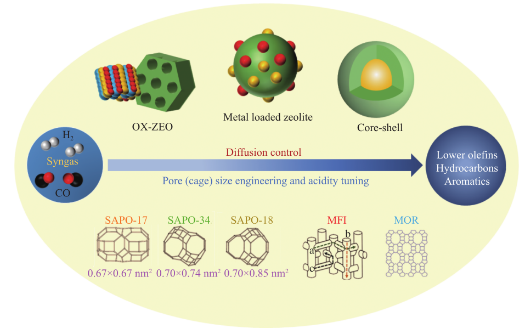 OX-ZEO
Metal loaded zeolite
Core-shell
H₂
Syngas
CO
Diffusion control
Pore (cage) size engineering and acidity tuning
Lower olefins
Hydrocarbons
Aromatics
SAPO-17 SAPO-34 SAPO-18 MFI MOR
b
a
0.67×0.67 nm² 0.70×0.74 nm² 0.70×0.85 nm²